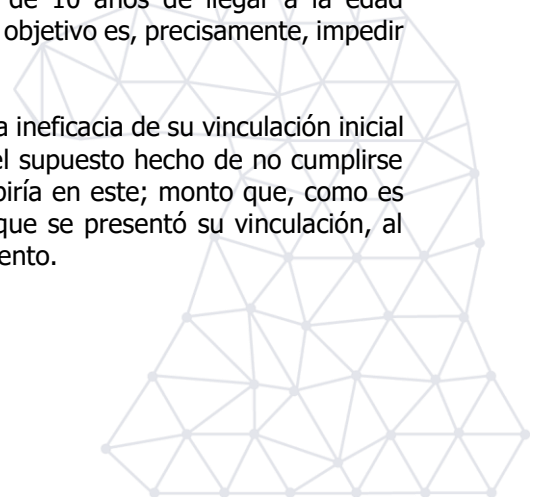 de 10 años de llegar a la edad
objetivo es, precisamente, impedir
a ineficacia de su vinculación inicial
el supuesto hecho de no cumplirse
biría en este; monto que, como es
que se presentó su vinculación, al
ento.